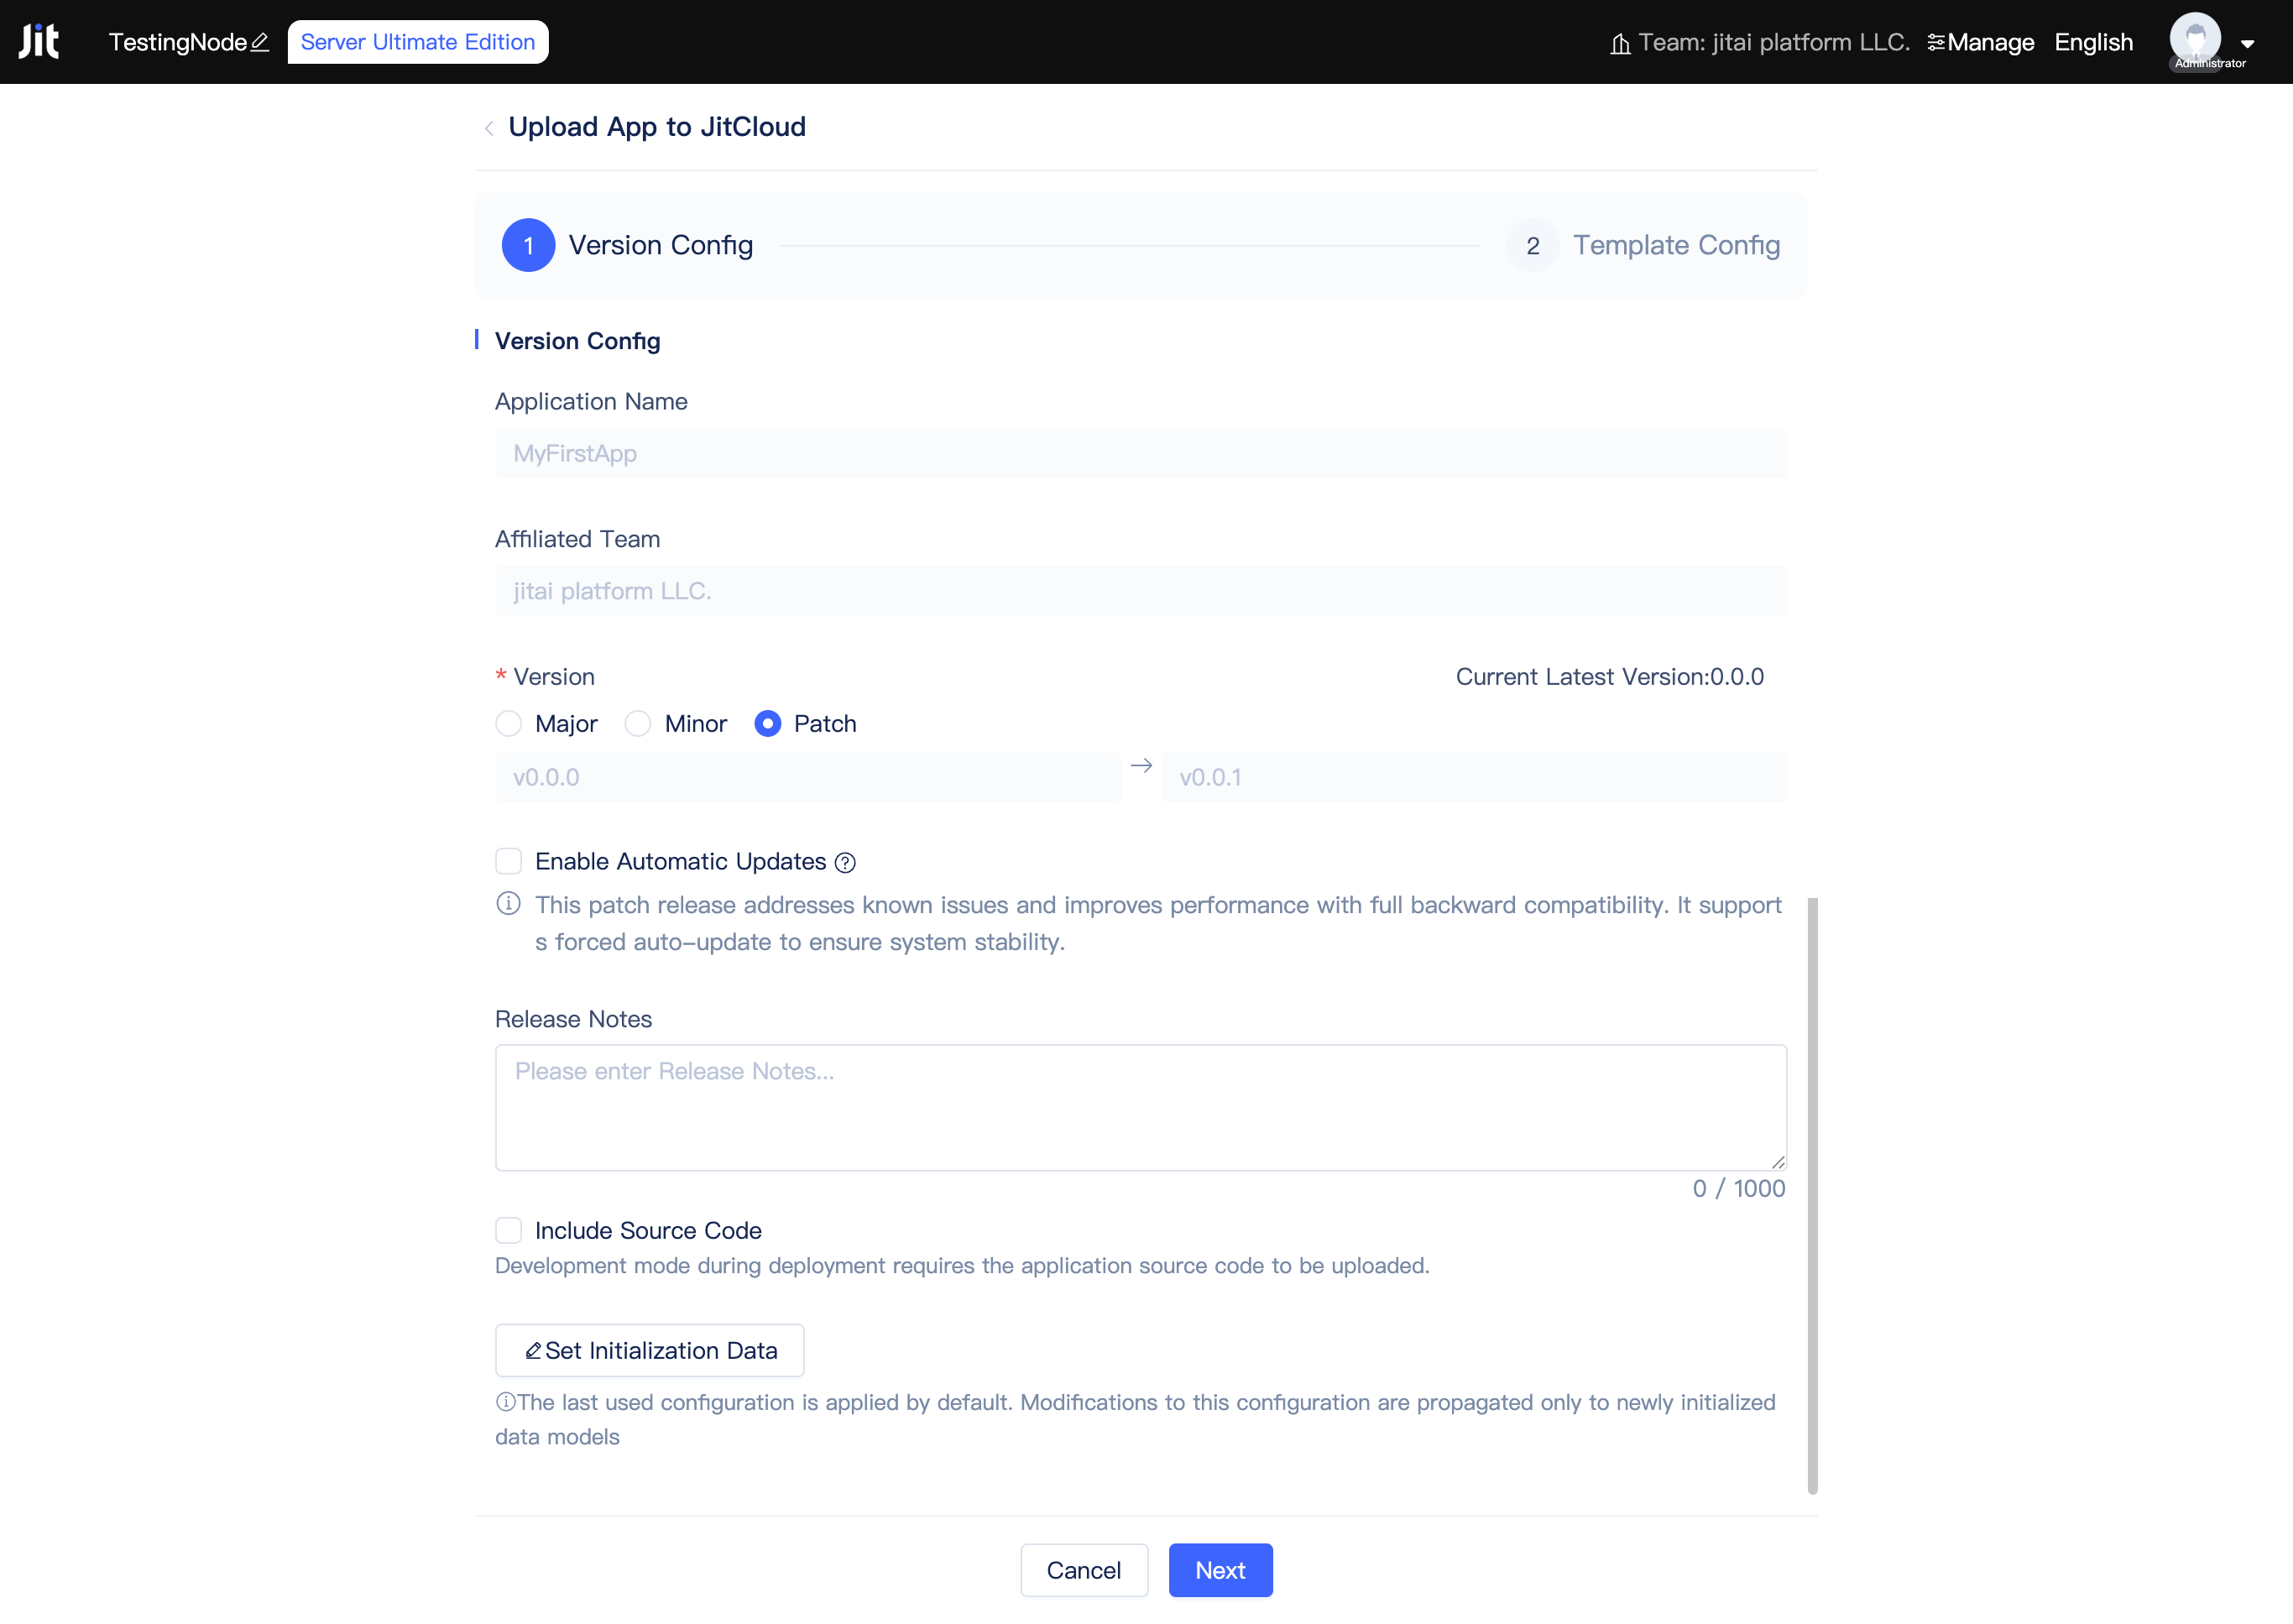 Jit TestingNode Server Ultimate Edition Team: jitai platform LLC. Manage English Administrator
Upload App to JitCloud
1 Version Config 2 Template Config
Version Config
Application Name
MyFirstApp
Affiliated Team
jitai platform LLC.
* Version Current Latest Version:0.0.0
Major Minor Patch
v0.0.0 → v0.0.1
Enable Automatic Updates
This patch release addresses known issues and improves performance with full backward compatibility. It support
s forced auto-update to ensure system stability.
Release Notes
Please enter Release Notes...
0 / 1000
Include Source Code
Development mode during deployment requires the application source code to be uploaded.
Set Initialization Data
The last used configuration is applied by default. Modifications to this configuration are propagated only to newly initialized
data models
Cancel Next